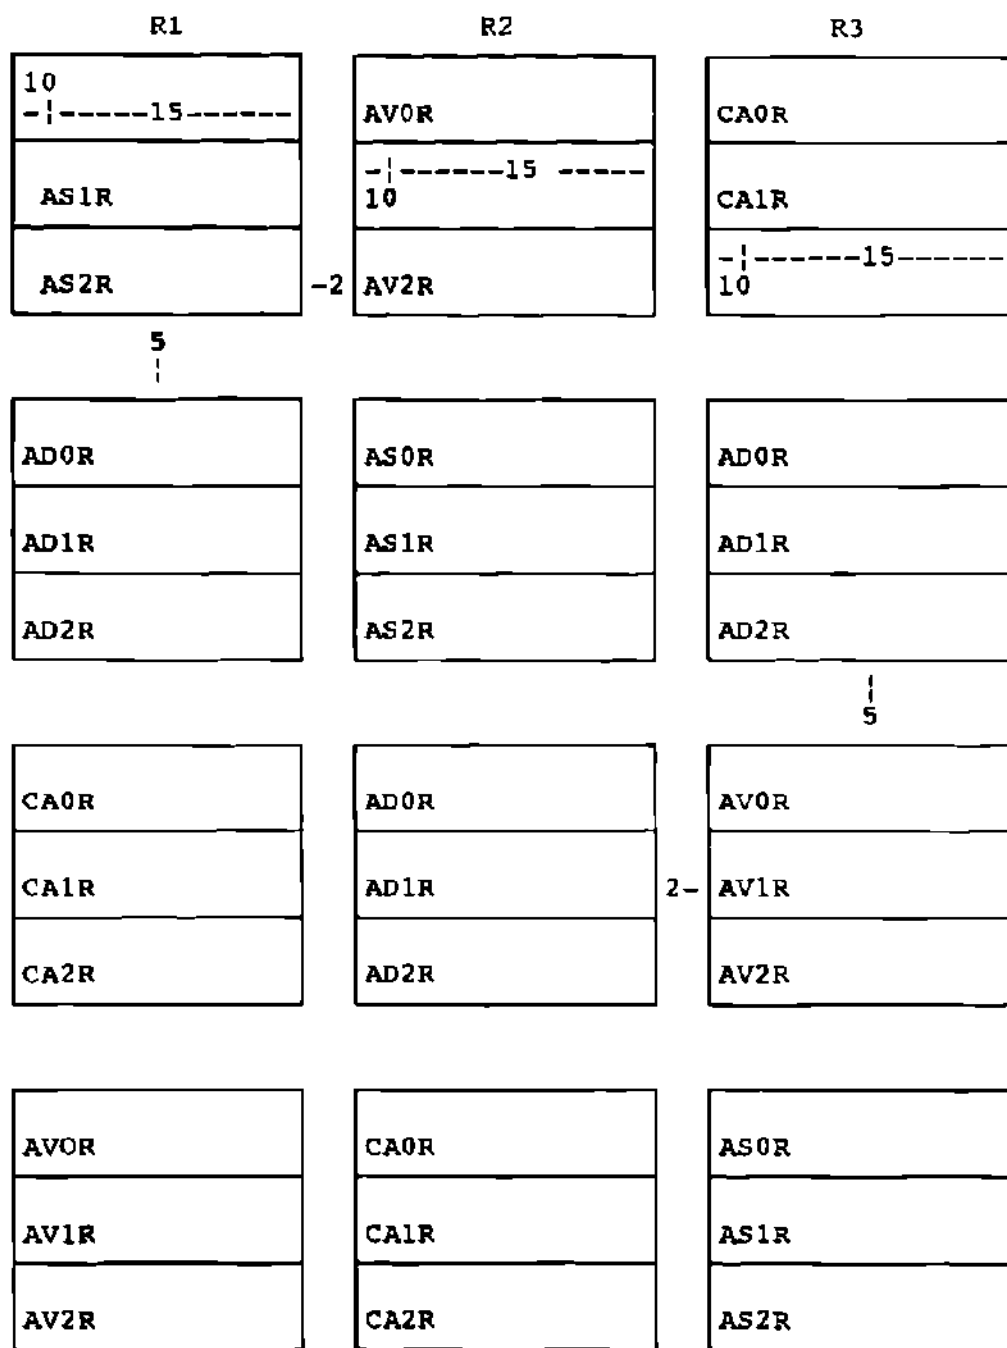 R1 R2 R3
10
-¦-----15------- AV0R CA0R
AS1R -¦------15 ----- CA1R
10
AS2R -2 AV2R -¦------15------
10
5
¦
AD0R AS0R AD0R
AD1R AS1R AD1R
AD2R AS2R AD2R
¦
5
CA0R AD0R AV0R
CA1R AD1R 2- AV1R
CA2R AD2R AV2R
AVOR CA0R AS0R
AV1R CA1R AS1R
AV2R CA2R AS2R